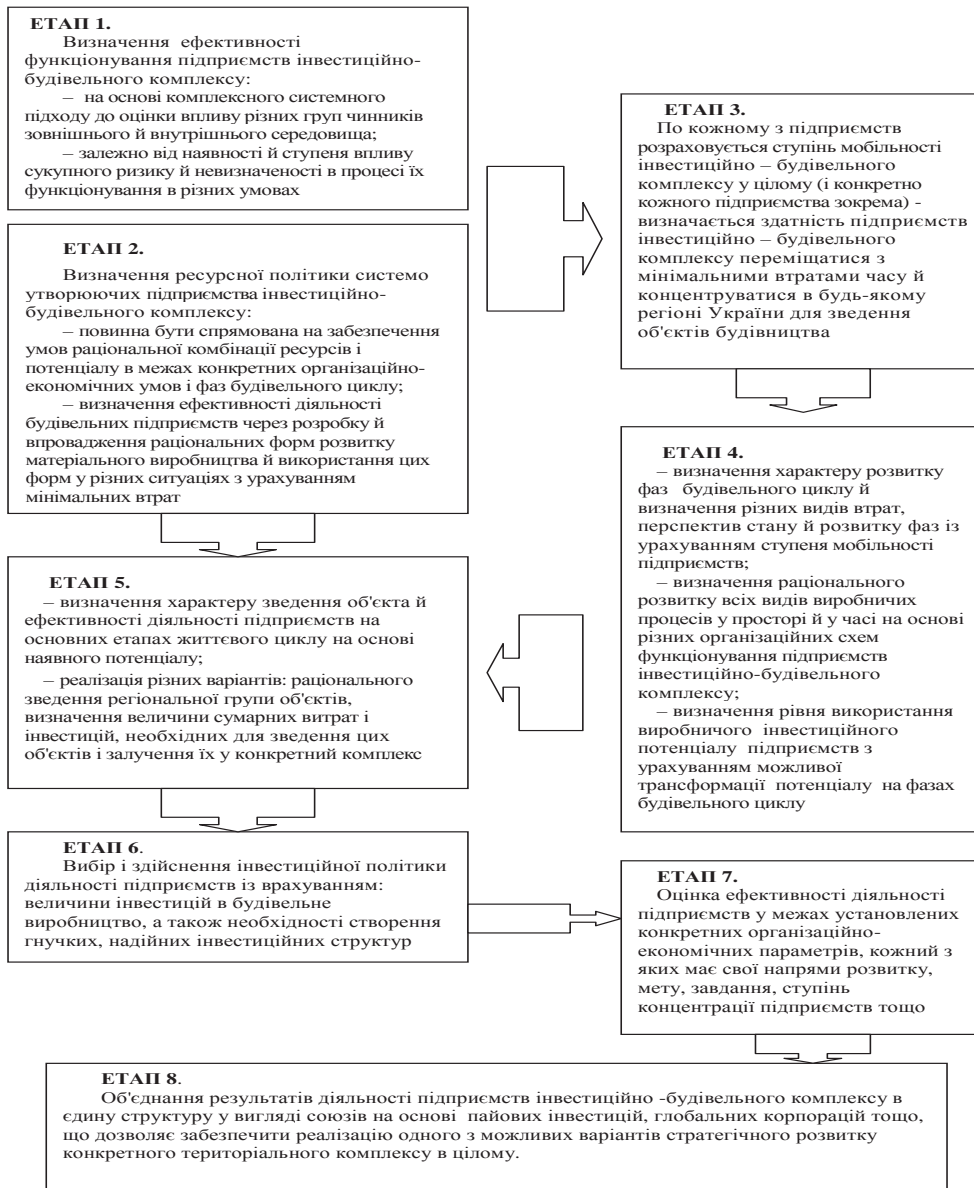 ЕТАП 1.
Визначення ефективності
функціонування підприємств інвестиційно-
будівельного комплексу:
– на основі комплексного системного
підходу до оцінки впливу різних груп чинників
зовнішнього й внутрішнього середовища;
– залежно від наявності й ступеня впливу
сукупного ризику й невизначеності в процесі їх
функціонування в різних умовах
ЕТАП 2.
Визначення ресурсної політики системо
утворюючих підприємства інвестиційно-
будівельного комплексу:
– повинна бути спрямована на забезпечення
умов раціональної комбінації ресурсів і
потенціалу в межах конкретних організаційно-
економічних умов і фаз будівельного циклу;
– визначення ефективності діяльності
будівельних підприємств через розробку й
впровадження раціональних форм розвитку
матеріального виробництва й використання цих
форм у різних ситуаціях з урахуванням
мінімальних втрат
ЕТАП 3.
По кожному з підприємств
розраховується ступінь мобільності
інвестиційно – будівельного
комплексу у цілому (і конкретно
кожного підприємства зокрема) -
визначається здатність підприємств
інвестиційно – будівельного
комплексу переміщатися з
мінімальними втратами часу й
концентруватися в будь-якому
регіоні України для зведення
об'єктів будівництва
ЕТАП 4.
– визначення характеру розвитку
фаз будівельного циклу й
визначення різних видів втрат,
перспектив стану й розвитку фаз із
урахуванням ступеня мобільності
підприємств;
– визначення раціонального
розвитку всіх видів виробничих
процесів у просторі й у часі на основі
різних організаційних схем
функціонування підприємств
інвестиційно-будівельного
комплексу;
– визначення рівня використання
виробничого інвестиційного
потенціалу підприємств з
урахуванням можливої
трансформації потенціалу на фазах
будівельного циклу
ЕТАП 5.
– визначення характеру зведення об'єкта й
ефективності діяльності підприємств на
основних етапах життєвого циклу на основі
наявного потенціалу;
– реалізація різних варіантів: раціонального
зведення регіональної групи об'єктів,
визначення величини сумарних витрат і
інвестицій, необхідних для зведення цих
об'єктів і залучення їх у конкретний комплекс
ЕТАП 6.
Вибір і здійснення інвестиційної політики
діяльності підприємств із врахуванням:
величини інвестицій в будівельне
виробництво, а також необхідності створення
гнучких, надійних інвестиційних структур
ЕТАП 7.
Оцінка ефективності діяльності
підприємств у межах установлених
конкретних організаційно-
економічних параметрів, кожний з
яких має свої напрями розвитку,
мету, завдання, ступінь
концентрації підприємств тощо
ЕТАП 8.
Об'єднання результатів діяльності підприємств інвестиційно -будівельного комплексу в
єдину структуру у вигляді союзів на основі пайових інвестицій, глобальних корпорацій тощо,
що дозволяє забезпечити реалізацію одного з можливих варіантів стратегічного розвитку
конкретного територіального комплексу в цілому.